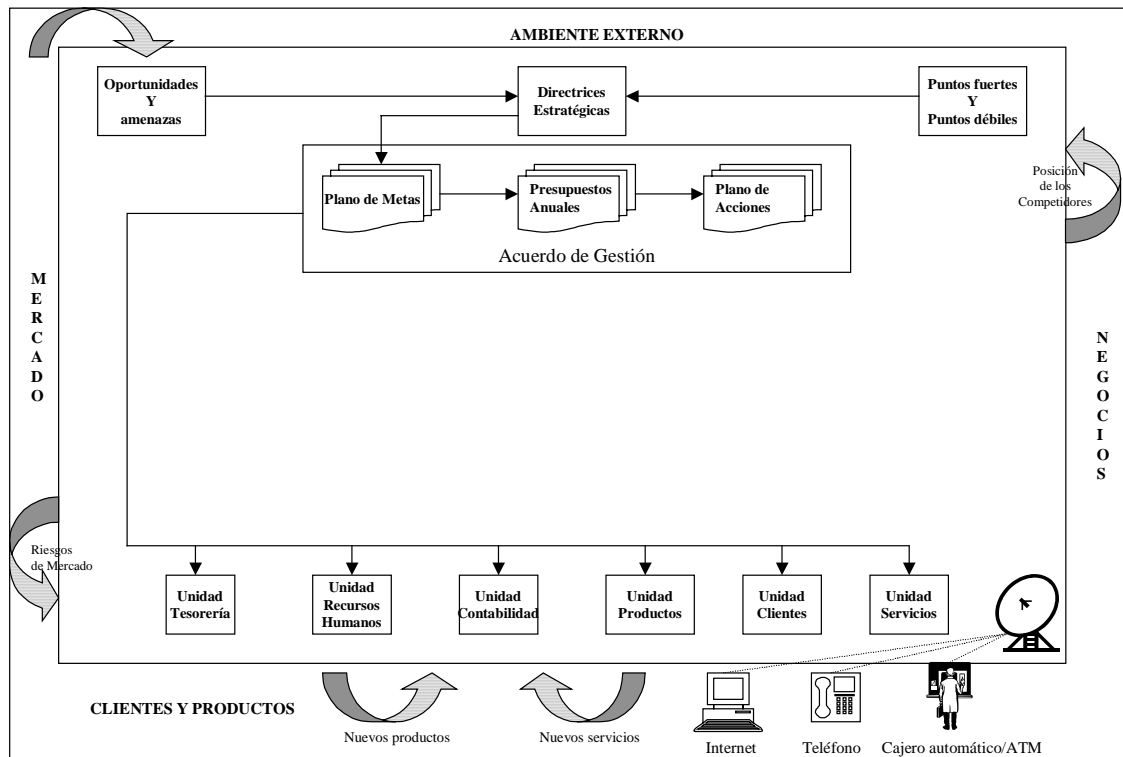 AMBIENTE EXTERNO
Oportunidades
Y
amenazas
Directrices
Estratégicas
Puntos fuertes
Y
Puntos débiles
Plano de Metas
Presupuestos
Anuales
Plano de
Acciones
Acuerdo de Gestión
Posición
de los
Competidores
M
E
R
C
A
D
O
N
E
G
O
C
I
O
S
Riesgos
de Mercado
Unidad
Tesorería
Unidad
Recursos
Humanos
Unidad
Contabilidad
Unidad
Productos
Unidad
Clientes
Unidad
Servicios
CLIENTES Y PRODUCTOS
Nuevos productos
Nuevos servicios
Internet
Teléfono
Cajero automático/ATM